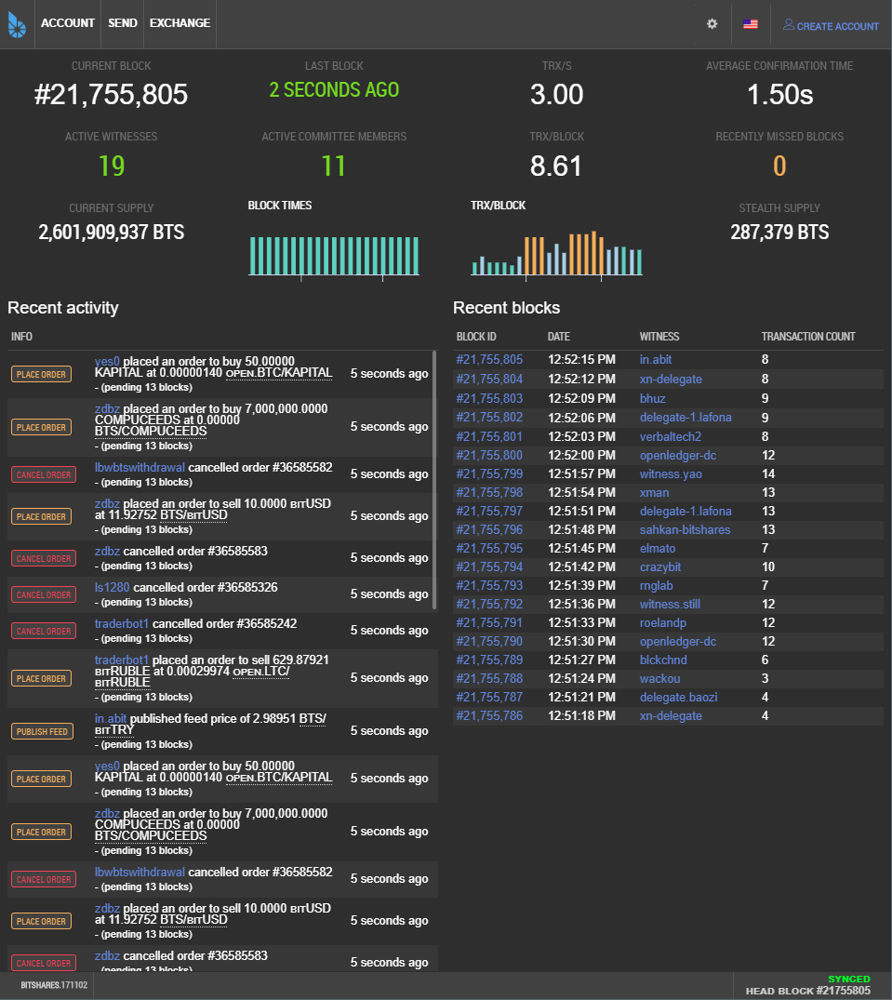 ACCOUNT SEND EXCHANGE CREATE ACCOUNT
CURRENT BLOCK LAST BLOCK TRX/S AVERAGE CONFIRMATION TIME
#21,755,805 2 SECONDS AGO 3.00 1.50s
ACTIVE WITNESSES ACTIVE COMMITTEE MEMBERS TRX/BLOCK RECENTLY MISSED BLOCKS
19 11 8.61 0
CURRENT SUPPLY BLOCK TIMES TRX/BLOCK STEALTH SUPPLY
2,601,909,937 BTS 287,379 BTS
Recent activity
INFO
PLACE ORDER
yes0 placed an order to buy 50.00000
KAPITAL at 0.00000140 OPEN.BTC/KAPITAL
- (pending 13 blocks)
5 seconds ago
PLACE ORDER
zdbz placed an order to buy 7,000,000.0000
COMPUCEEDS at 0.00000
BTS/COMPUCEEDS
- (pending 13 blocks)
5 seconds ago
CANCEL ORDER
lbwbtswithdrawal cancelled order #36585582
- (pending 13 blocks)
5 seconds ago
PLACE ORDER
zdbz placed an order to sell 10.0000 BITUSD
at 11.92752 BTS/BITUSD
- (pending 13 blocks)
5 seconds ago
CANCEL ORDER
zdbz cancelled order #36585583
- (pending 13 blocks)
5 seconds ago
CANCEL ORDER
ls1280 cancelled order #36585326
- (pending 13 blocks)
5 seconds ago
CANCEL ORDER
traderbot1 cancelled order #36585242
- (pending 13 blocks)
5 seconds ago
PLACE ORDER
traderbot1 placed an order to sell 629.87921
BITRUBLE at 0.00029974 OPEN.LTC/
BITRUBLE
- (pending 13 blocks)
5 seconds ago
PUBLISH FEED
in.abit published feed price of 2.98951 BTS/
BITTRY
- (pending 13 blocks)
5 seconds ago
PLACE ORDER
yes0 placed an order to buy 50.00000
KAPITAL at 0.00000140 OPEN.BTC/KAPITAL
- (pending 13 blocks)
5 seconds ago
PLACE ORDER
zdbz placed an order to buy 7,000,000.0000
COMPUCEEDS at 0.00000
BTS/COMPUCEEDS
- (pending 13 blocks)
5 seconds ago
CANCEL ORDER
lbwbtswithdrawal cancelled order #36585582
- (pending 13 blocks)
5 seconds ago
PLACE ORDER
zdbz placed an order to sell 10.0000 BITUSD
at 11.92752 BTS/BITUSD
- (pending 13 blocks)
5 seconds ago
CANCEL ORDER
zdbz cancelled order #36585583
- (pending 13 blocks)
5 seconds ago
Recent blocks
BLOCK ID DATE WITNESS TRANSACTION COUNT
#21,755,805 12:52:15 PM in.abit 8
#21,755,804 12:52:12 PM xn-delegate 8
#21,755,803 12:52:09 PM bhuz 9
#21,755,802 12:52:06 PM delegate-1.lafona 9
#21,755,801 12:52:03 PM verbaltech2 8
#21,755,800 12:52:00 PM openledger-dc 12
#21,755,799 12:51:57 PM witness.yao 14
#21,755,798 12:51:54 PM xman 13
#21,755,797 12:51:51 PM delegate-1.lafona 13
#21,755,796 12:51:48 PM sahkan-bitshares 13
#21,755,795 12:51:45 PM elmato 7
#21,755,794 12:51:42 PM crazybit 10
#21,755,793 12:51:39 PM rnglab 7
#21,755,792 12:51:36 PM witness.still 12
#21,755,791 12:51:33 PM roelandp 12
#21,755,790 12:51:30 PM openledger-dc 12
#21,755,789 12:51:27 PM blckchnd 6
#21,755,788 12:51:24 PM wackou 3
#21,755,787 12:51:21 PM delegate.baozi 4
#21,755,786 12:51:18 PM xn-delegate 4
BITSHARES.171102
SYNCED
HEAD BLOCK #21755805